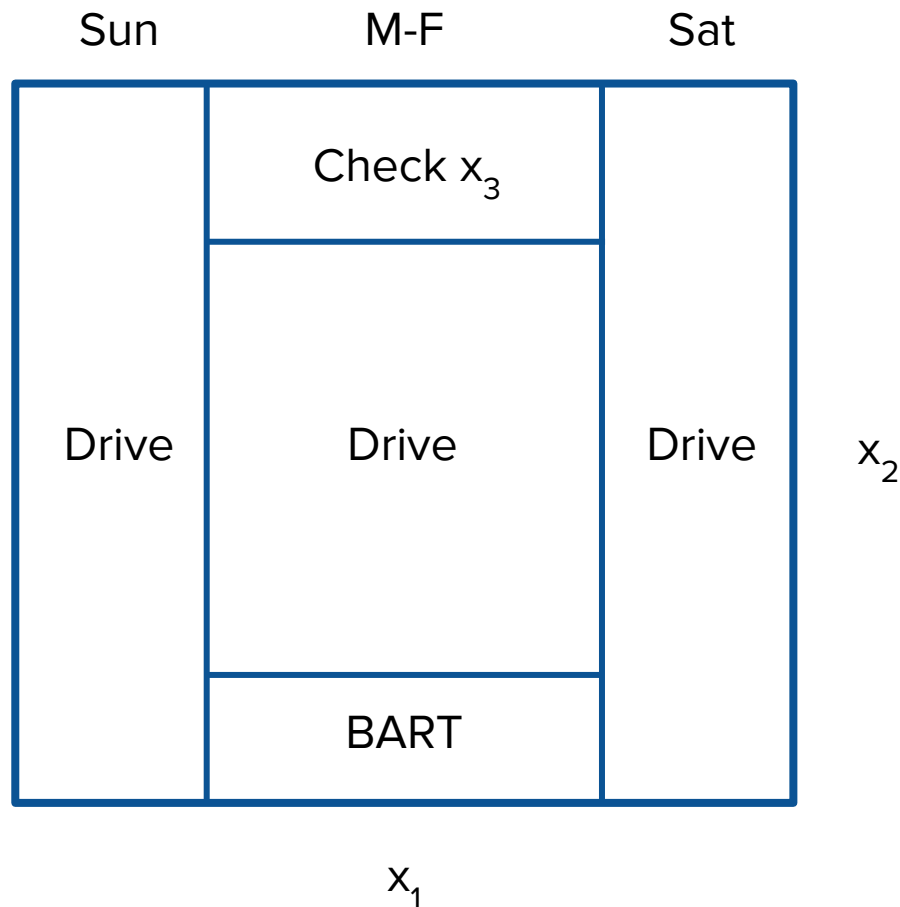 Sun M-F Sat
Check x₃
Drive Drive Drive
x₂
BART
x₁